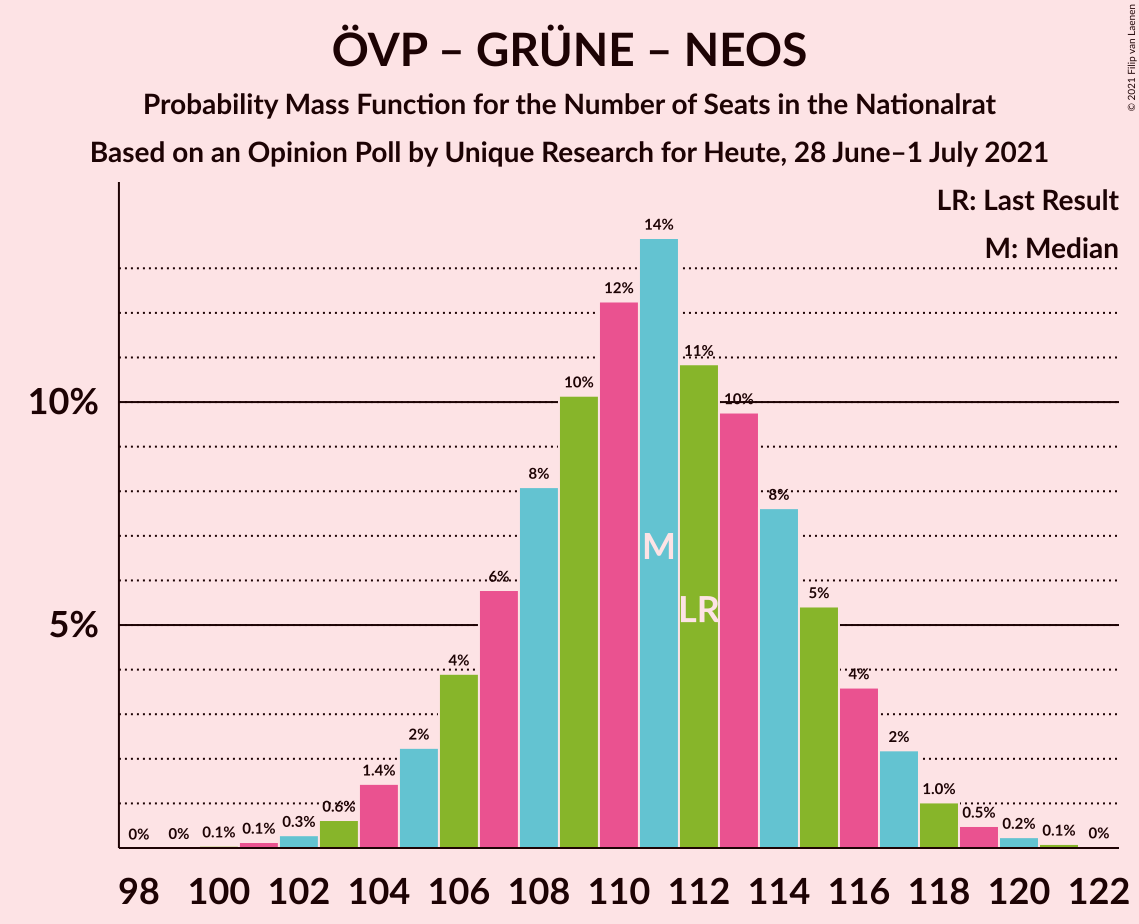 ÖVP – GRÜNE – NEOS
Probability Mass Function for the Number of Seats in the Nationalrat
Based on an Opinion Poll by Unique Research for Heute, 28 June–1 July 2021
© 2021 Filip van Laenen
LR: Last Result
M: Median
10%
5%
0% 0% 0.1% 0.1% 0.3% 0.6% 1.4% 2% 4% 6% 8% 10% 12% 14% 11% 10% 8% 5% 4% 2% 1.0% 0.5% 0.2% 0.1% 0%
M
LR
98 100 102 104 106 108 110 112 114 116 118 120 122